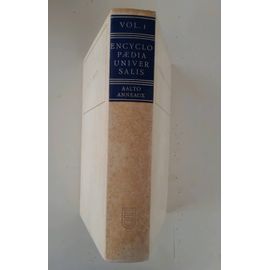 VOL. 1
ENCYCLO
PÆDIA
UNIVER
SALIS
AALTO
ANNEAUX